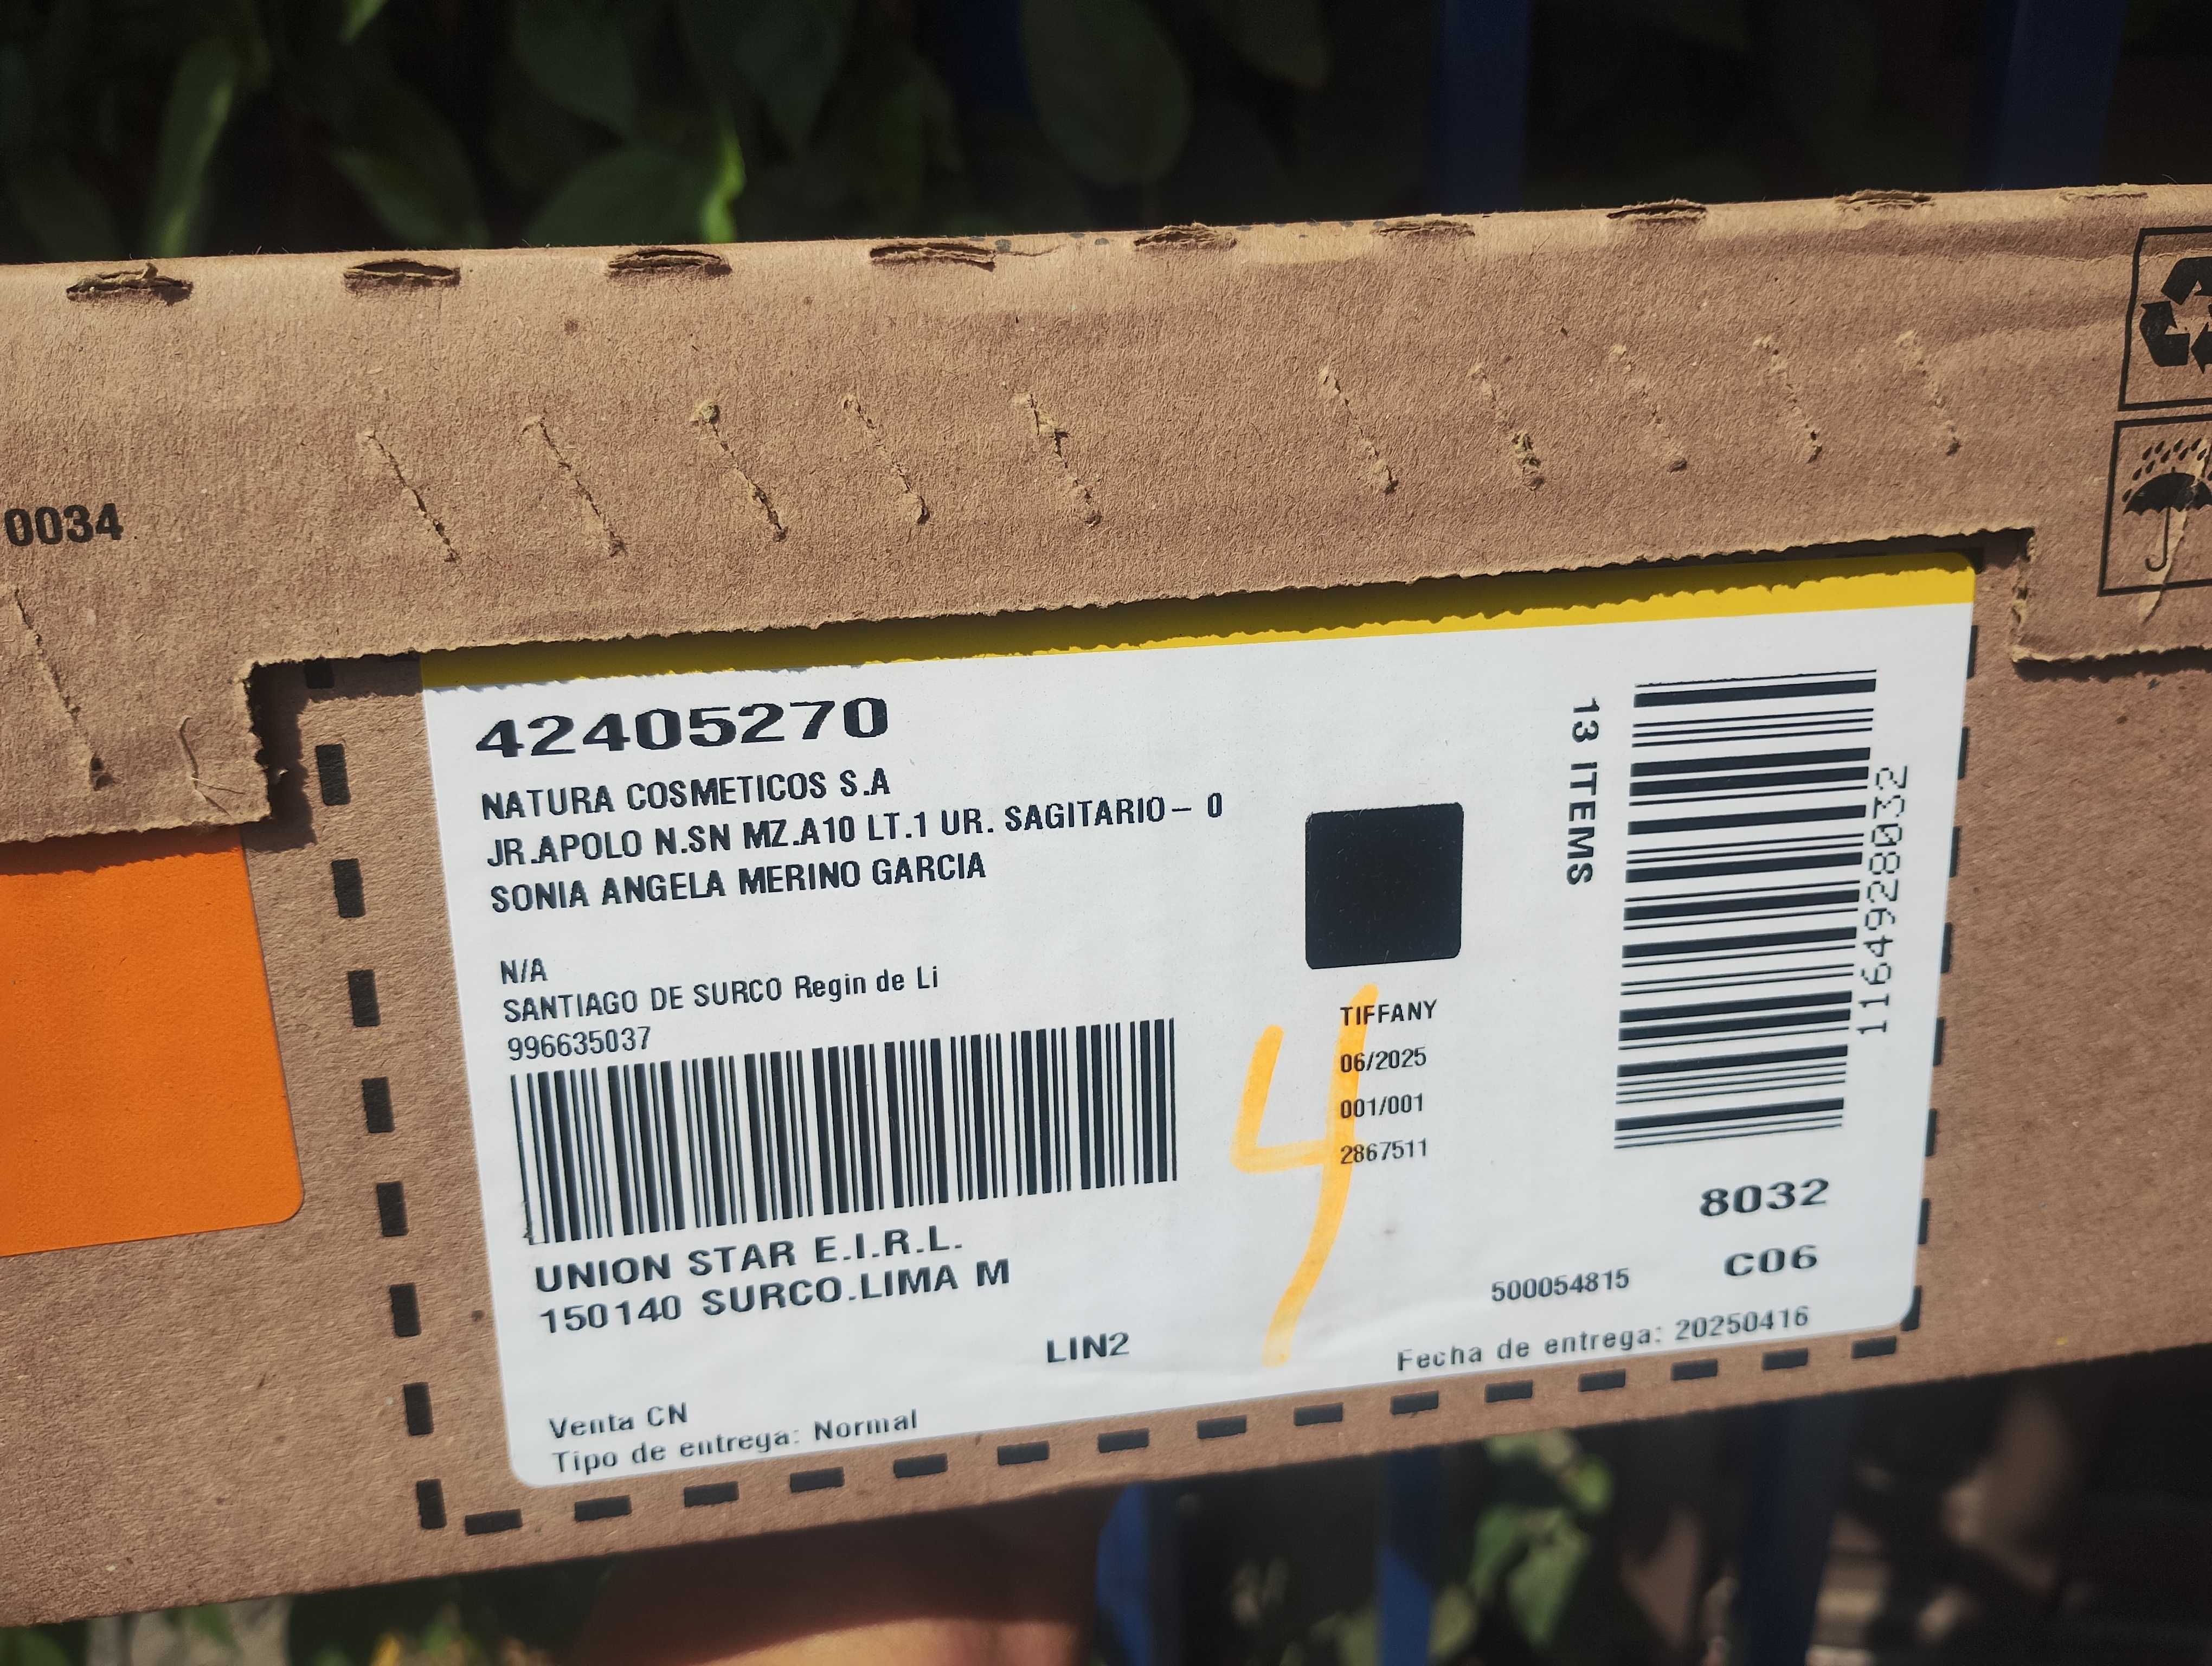 0034
42405270
NATURA COSMETICOS S.A
JR.APOLO N.SN MZ.A10 LT.1 UR. SAGITARIO- 0
SONIA ANGELA MERINO GARCIA
N/A
SANTIAGO DE SURCO Regin de Li
996635037
UNION STAR E.I.R.L.
150140 SURCO.LIMA M
LIN2
Venta CN
Tipo de entrega: Normal
TIFFANY
06/2025
001/001
2867511
4
13 ITEMS
1164928032
8032
C06
500054815
Fecha de entrega: 20250416